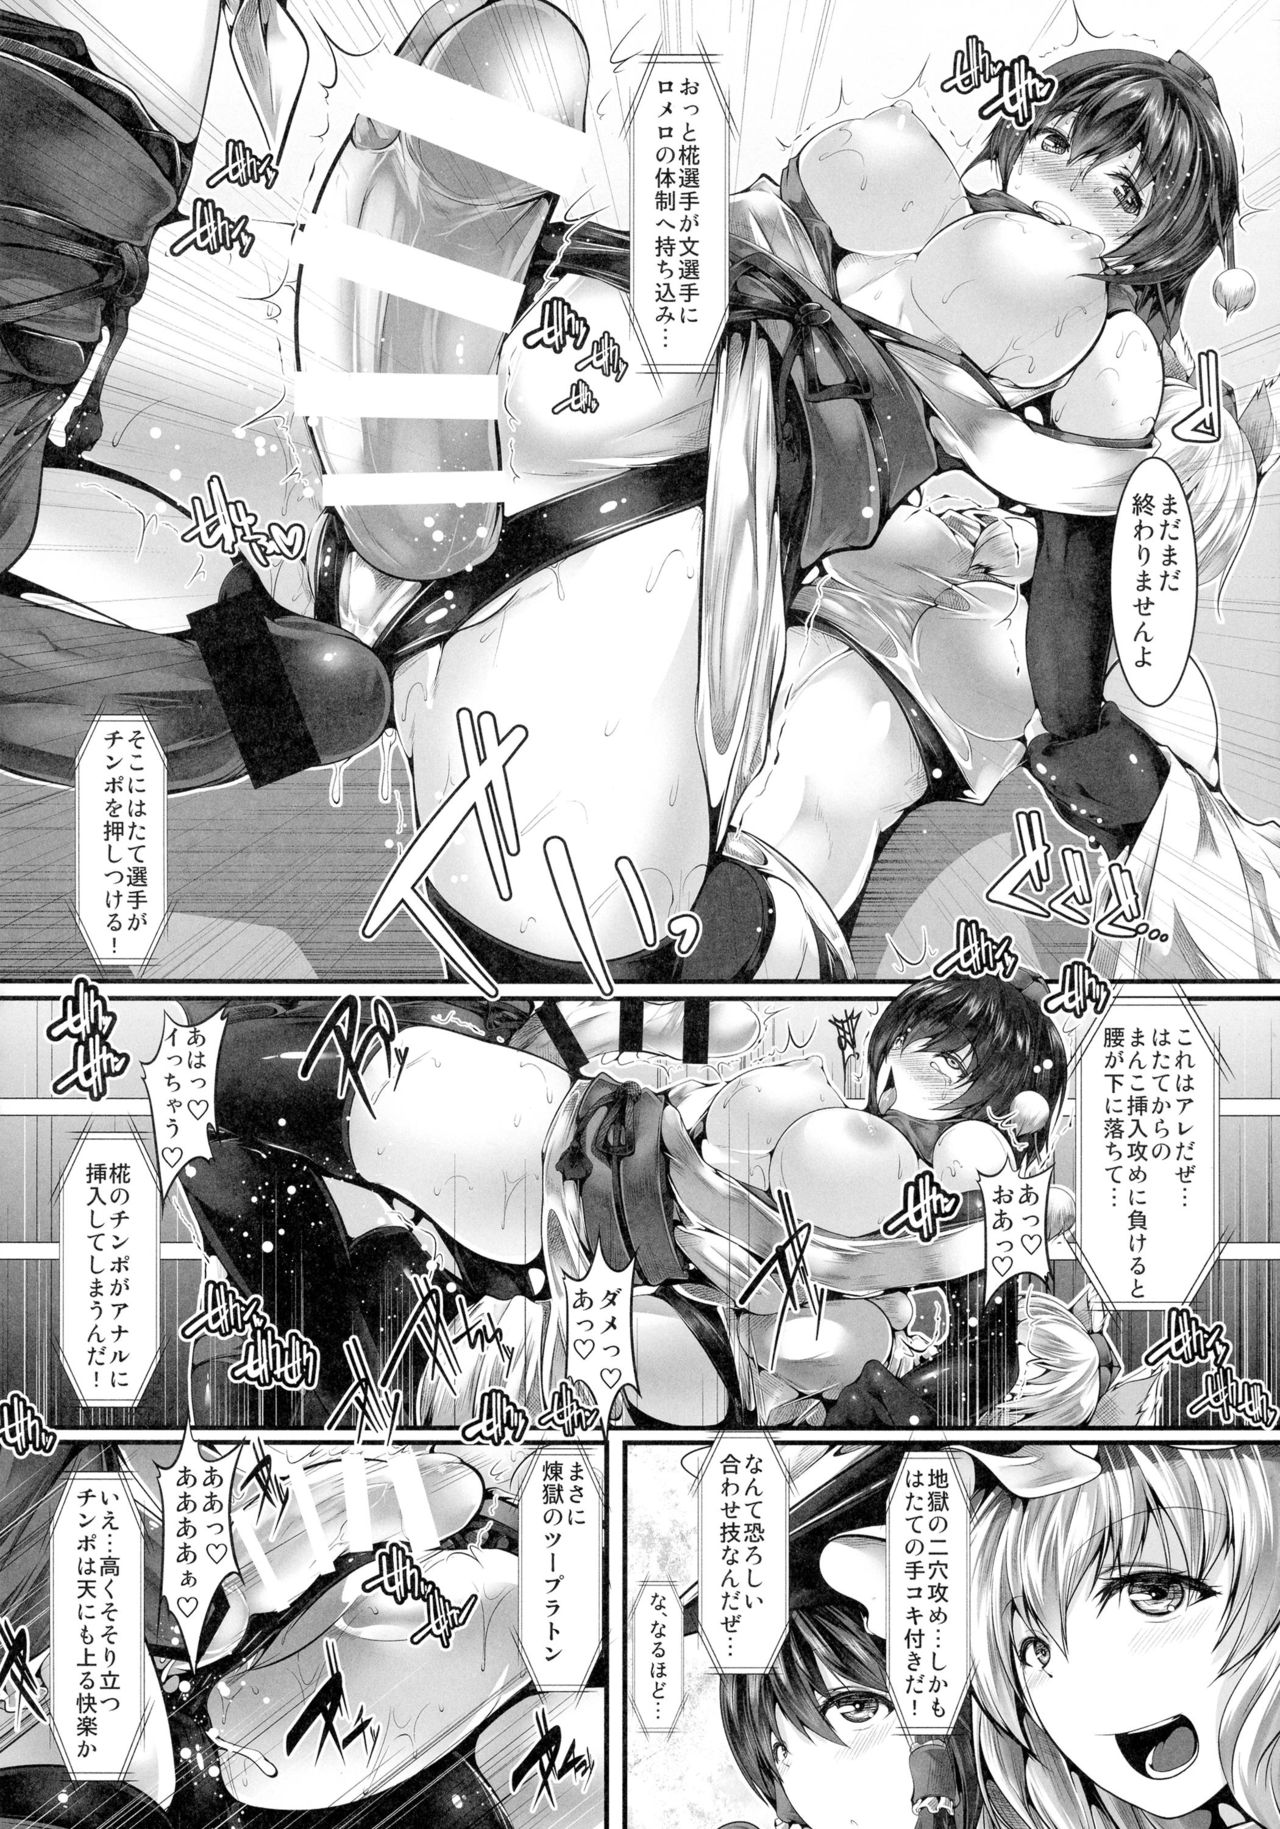 おっと椛選手が文選手に
ロメロの体制へ持ち込み…
まだまだ
終わりませんよ
そこにはたて選手が
チンポを押しつける!
これはアレだぜ…
はたてからの
まんこ挿入攻めに負けると
腰が下に落ちて…
あっ♡
おあっ♡
ダメっ♡
あっ♡
あはっ♡
イっちゃう♡
椛のチンポがアナルに
挿入してしまうんだ!
地獄の二穴攻め…しかも
はたての手コキ付きだ!
なんて恐ろしい
合わせ技なんだぜ…
な、なるほど…
まさに
煉獄のツープラトン
ああっ♡
ああああぁ♡
いえ…高くそそり立つ
チンポは天にも上る快楽か